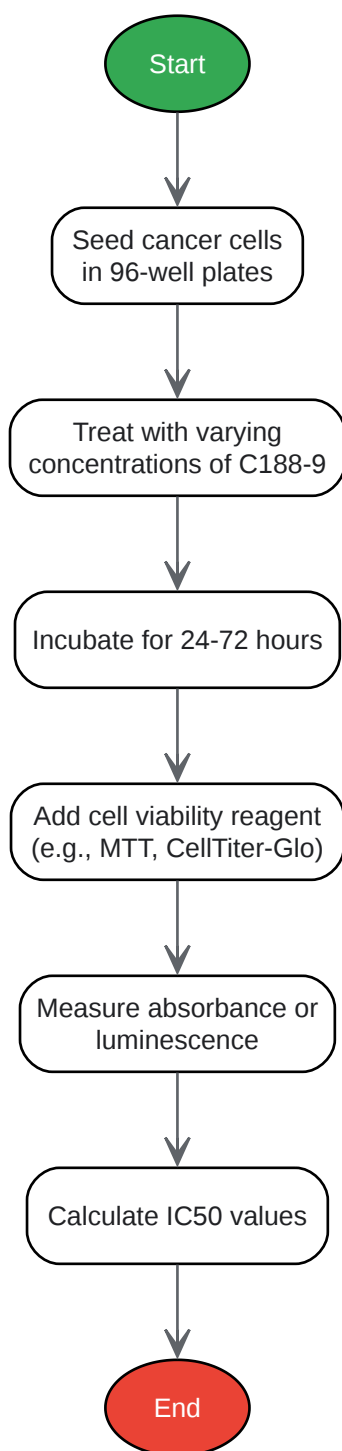 Start
Seed cancer cells
in 96-well plates
Treat with varying
concentrations of C188-9
Incubate for 24-72 hours
Add cell viability reagent
(e.g., MTT, CellTiter-Glo)
Measure absorbance or
luminescence
Calculate IC50 values
End